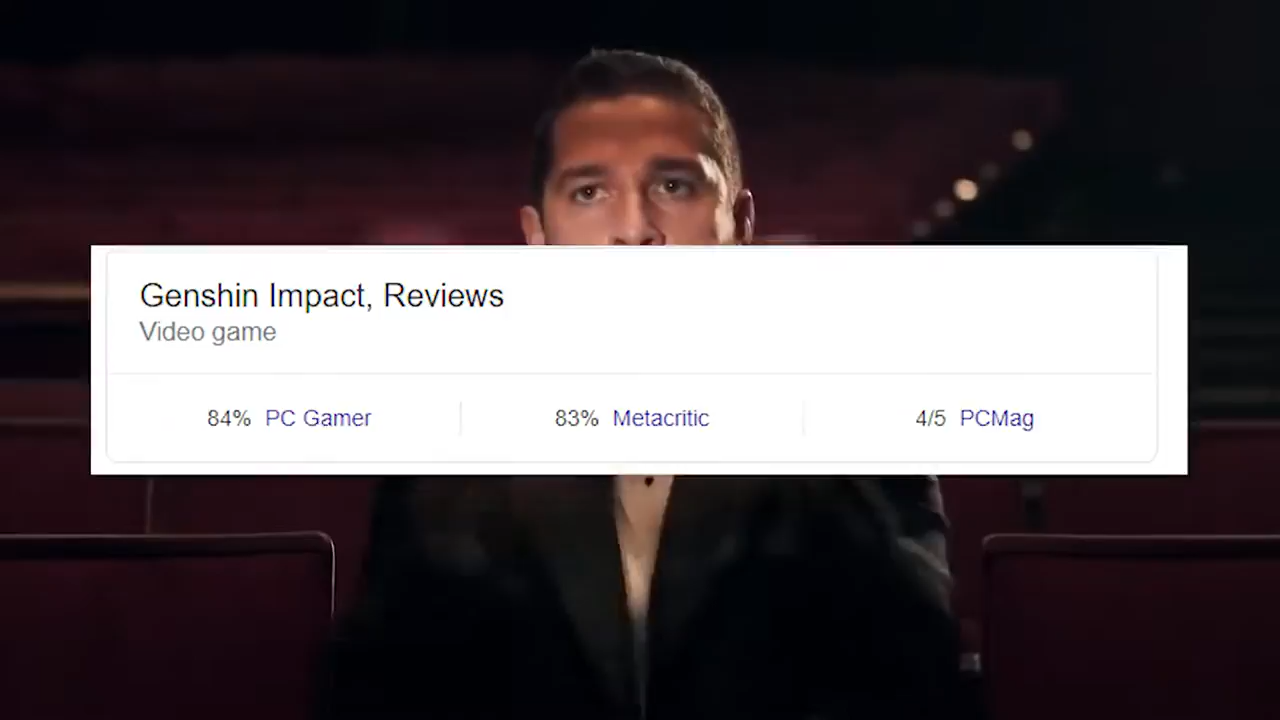 Genshin Impact, Reviews
Video game
84% PC Gamer 83% Metacritic 4/5 PCMag